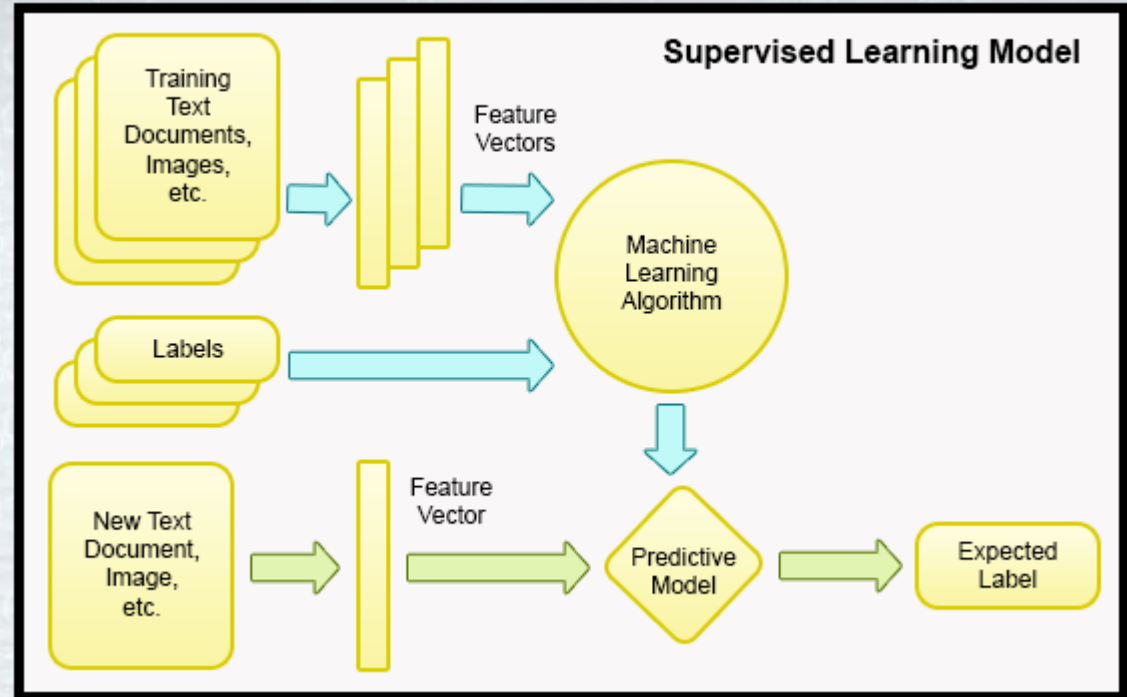 Supervised Learning Model
Training
Text
Documents,
Images,
etc.
Feature
Vectors
Machine
Learning
Algorithm
Labels
New Text
Document,
Image,
etc.
Feature
Vector
Predictive
Model
Expected
Label